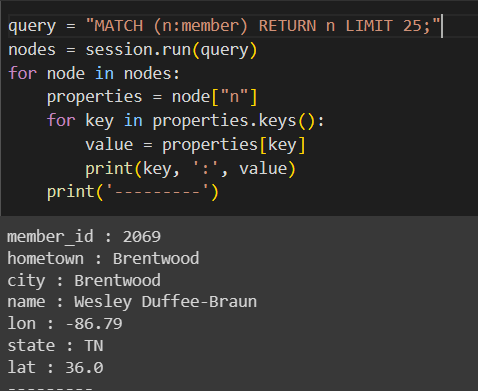 query = "MATCH (n:member) RETURN n LIMIT 25;"
nodes = session.run(query)
for node in nodes:
    properties = node["n"]
    for key in properties.keys():
        value = properties[key]
        print(key, ':', value)
    print('---------')
member_id : 2069
hometown : Brentwood
city : Brentwood
name : Wesley Duffee-Braun
lon : -86.79
state : TN
lat : 36.0
---------